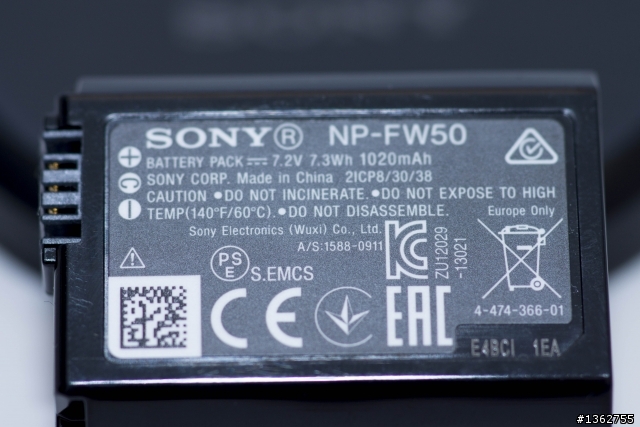 SONY® NP-FW50
BATTERY PACK ⎓ 7.2V 7.3Wh 1020mAh
SONY CORP. Made in China 2ICP8/30/38
CAUTION ●DO NOT INCINERATE. ●DO NOT EXPOSE TO HIGH
TEMP(140°F/60°C). ●DO NOT DISASSEMBLE.
Europe Only
Sony Electronics (Wuxi) Co., Ltd.
A/S:1588-0911
ZU12029
-13021
PS
E
S.EMCS
KC
CE
EAC
4-474-366-01
E4BCI 1EA
#1362755